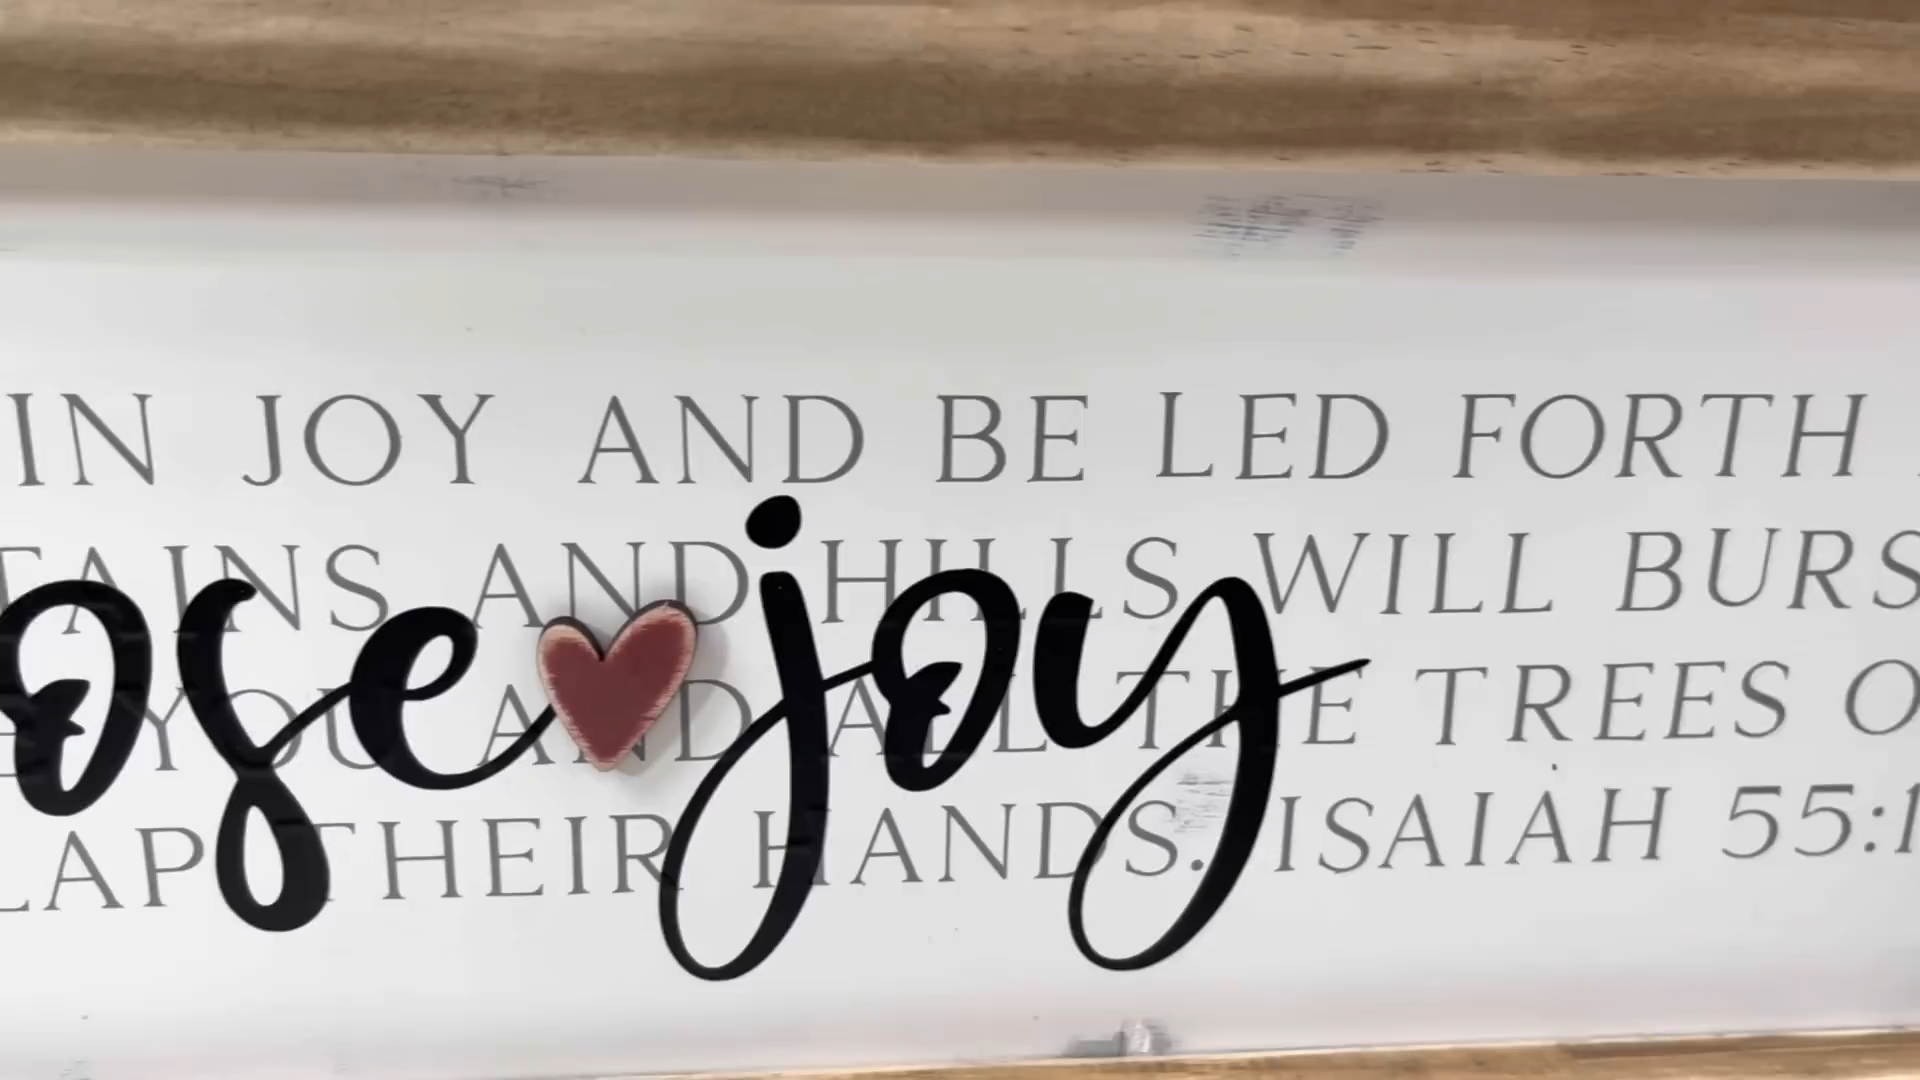 IN JOY AND BE LED FORTH
TAINS AND HILLS WILL BURS
ose joy
YOU AND ALL THE TREES O
LAP THEIR HANDS. ISAIAH 55:1